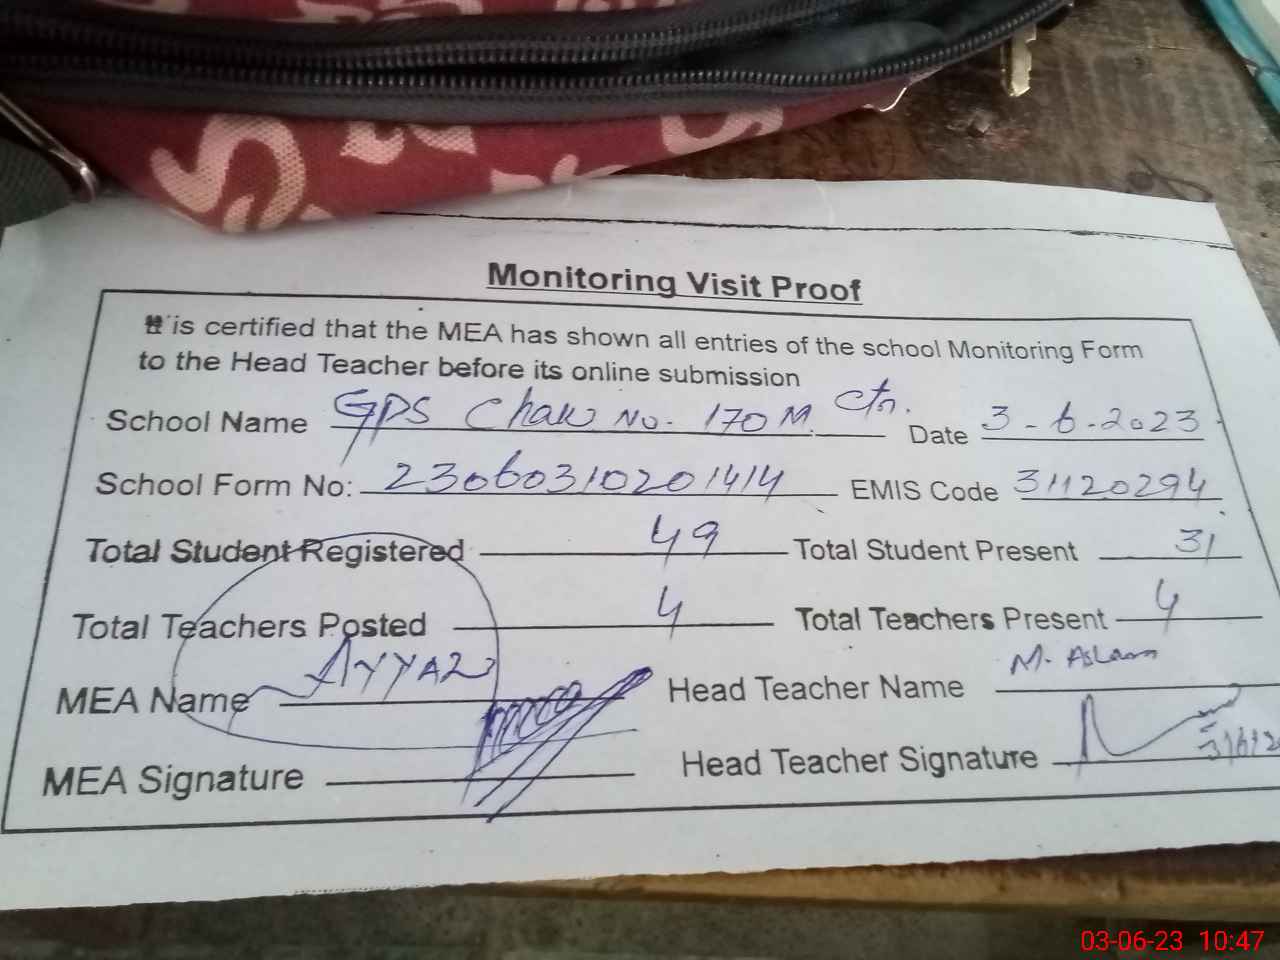 Monitoring Visit Proof
It is certified that the MEA has shown all entries of the school Monitoring Form
to the Head Teacher before its online submission
School Name GPS Chak No. 170 M. Ctn. Date 3-6-2023
School Form No: 23060310201414 EMIS Code 31120294
Total Student Registered 49 Total Student Present 31
Total Teachers Posted 4 Total Teachers Present 4
MEA Name AYYAZ Head Teacher Name M. Aslam
MEA Signature Head Teacher Signature
03-06-23 10:47